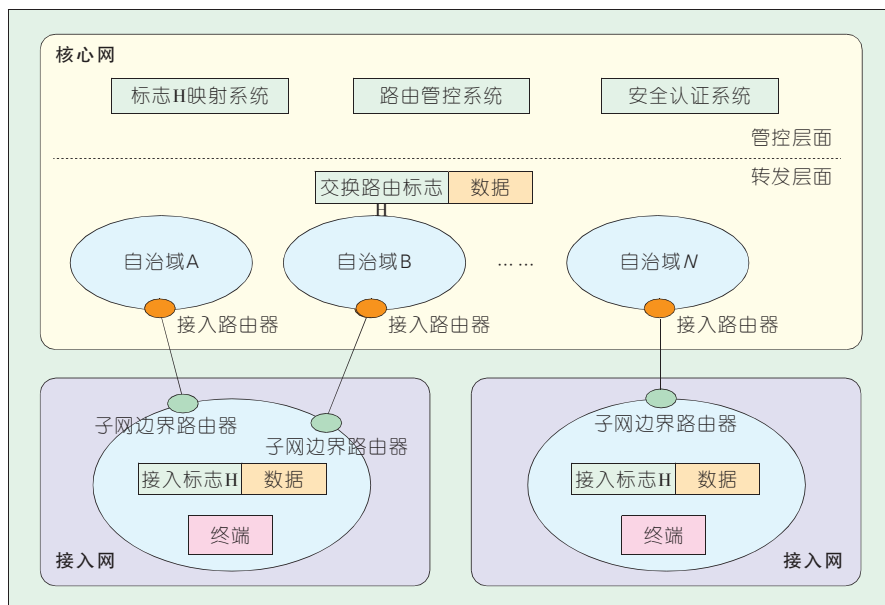 核心网
标志H映射系统
路由管控系统
安全认证系统
管控层面
转发层面
交换路由标志
H
数据
自治域A
自治域B
……
自治域N
接入路由器
接入路由器
接入路由器
子网边界路由器
子网边界路由器
子网边界路由器
接入标志H
数据
接入标志H
数据
终端
终端
接入网
接入网